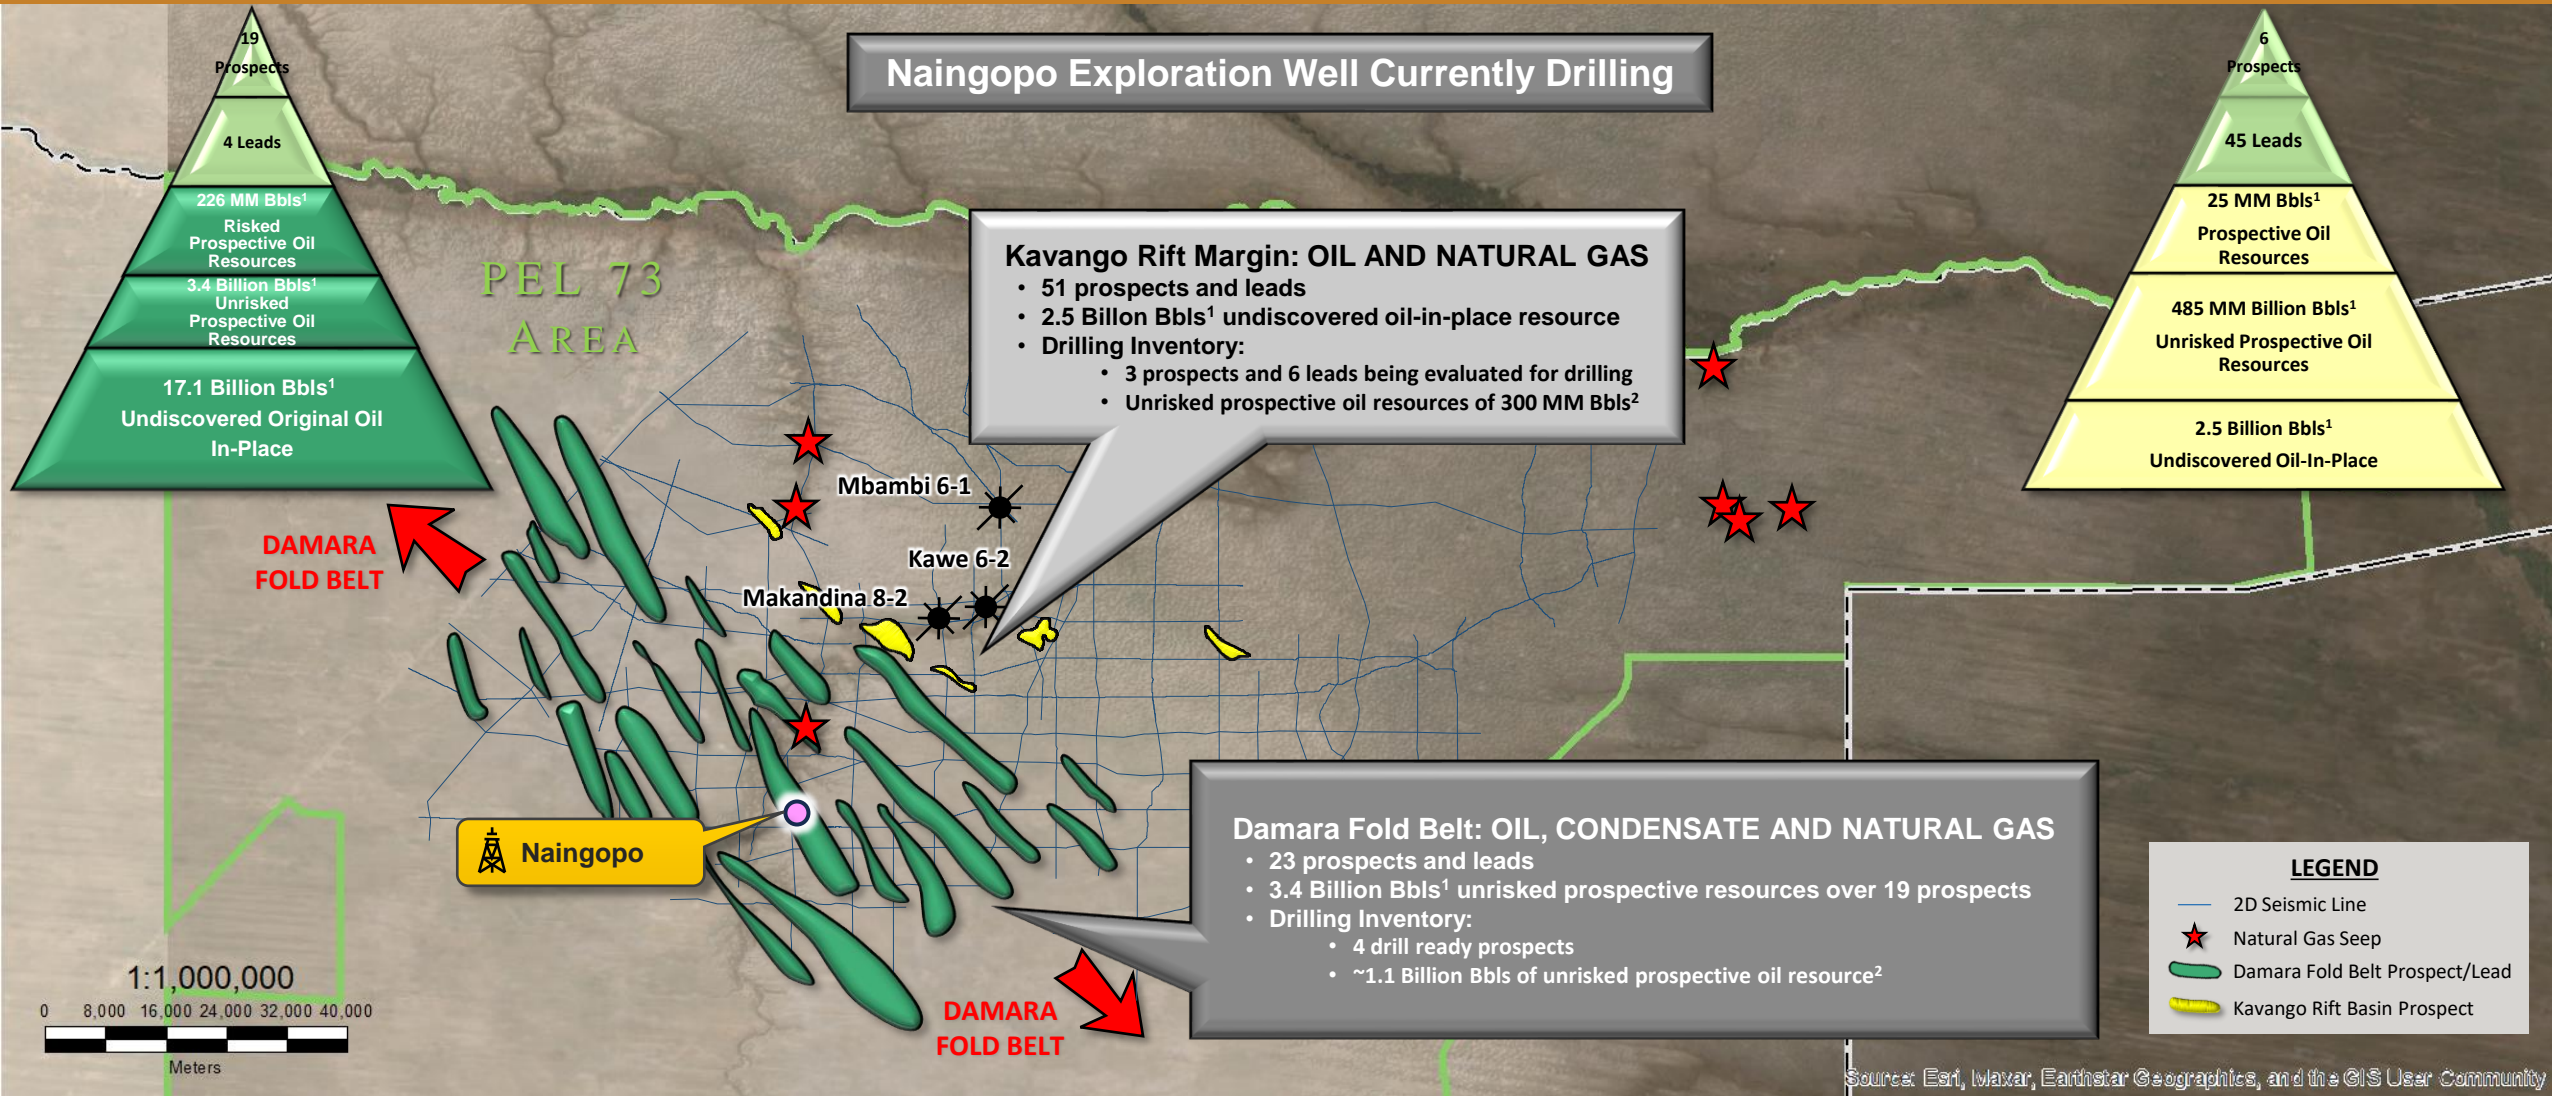 Naingopo Exploration Well Currently Drilling
19
Prospects
4 Leads
226 MM Bbls¹
Risked
Prospective Oil
Resources
3.4 Billion Bbls¹
Unrisked
Prospective Oil
Resources
17.1 Billion Bbls¹
Undiscovered Original Oil
In-Place
6
Prospects
45 Leads
25 MM Bbls¹
Prospective Oil
Resources
485 MM Billion Bbls¹
Unrisked Prospective Oil
Resources
2.5 Billion Bbls¹
Undiscovered Oil-In-Place
PEL 73
AREA
Kavango Rift Margin: OIL AND NATURAL GAS
• 51 prospects and leads
• 2.5 Billon Bbls¹ undiscovered oil-in-place resource
• Drilling Inventory:
• 3 prospects and 6 leads being evaluated for drilling
• Unrisked prospective oil resources of 300 MM Bbls²
Mbambi 6-1
Kawe 6-2
Makandina 8-2
DAMARA
FOLD BELT
Naingopo
Damara Fold Belt: OIL, CONDENSATE AND NATURAL GAS
• 23 prospects and leads
• 3.4 Billion Bbls¹ unrisked prospective resources over 19 prospects
• Drilling Inventory:
• 4 drill ready prospects
• ~1.1 Billion Bbls of unrisked prospective oil resource²
DAMARA
FOLD BELT
1:1,000,000
0 8,000 16,000 24,000 32,000 40,000
Meters
LEGEND
2D Seismic Line
Natural Gas Seep
Damara Fold Belt Prospect/Lead
Kavango Rift Basin Prospect
Source: Esri, Maxar, Earthstar Geographics, and the GIS User Community